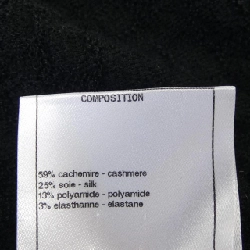 COMPOSITION
59% cachemire - cashmere
25% soie - silk
13% polyamide - polyamide
3% elasthanne - elastane